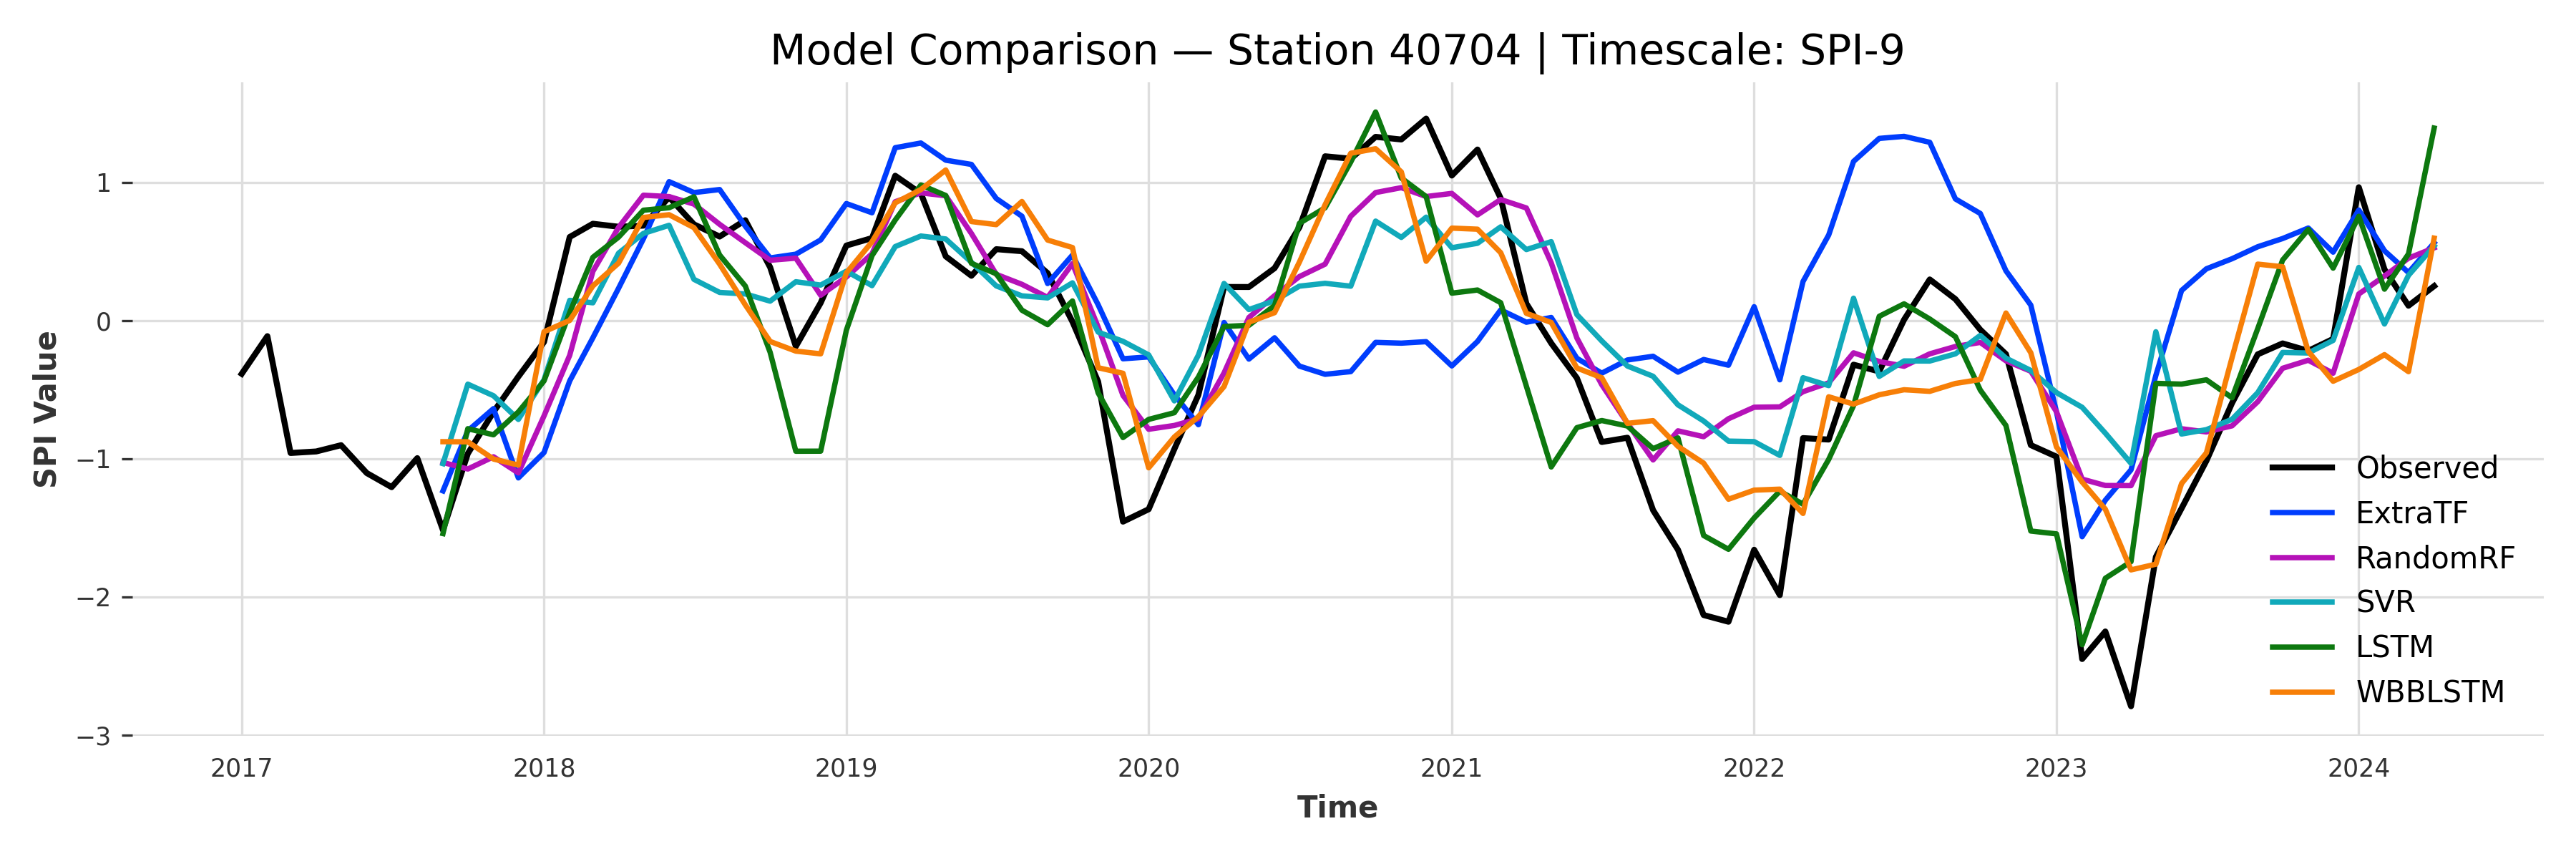 Model Comparison — Station 40704 | Timescale: SPI-9
SPI Value
1
0
−1
−2
−3
Observed
ExtraTF
RandomRF
SVR
LSTM
WBBLSTM
2017 2018 2019 2020 2021 2022 2023 2024
Time